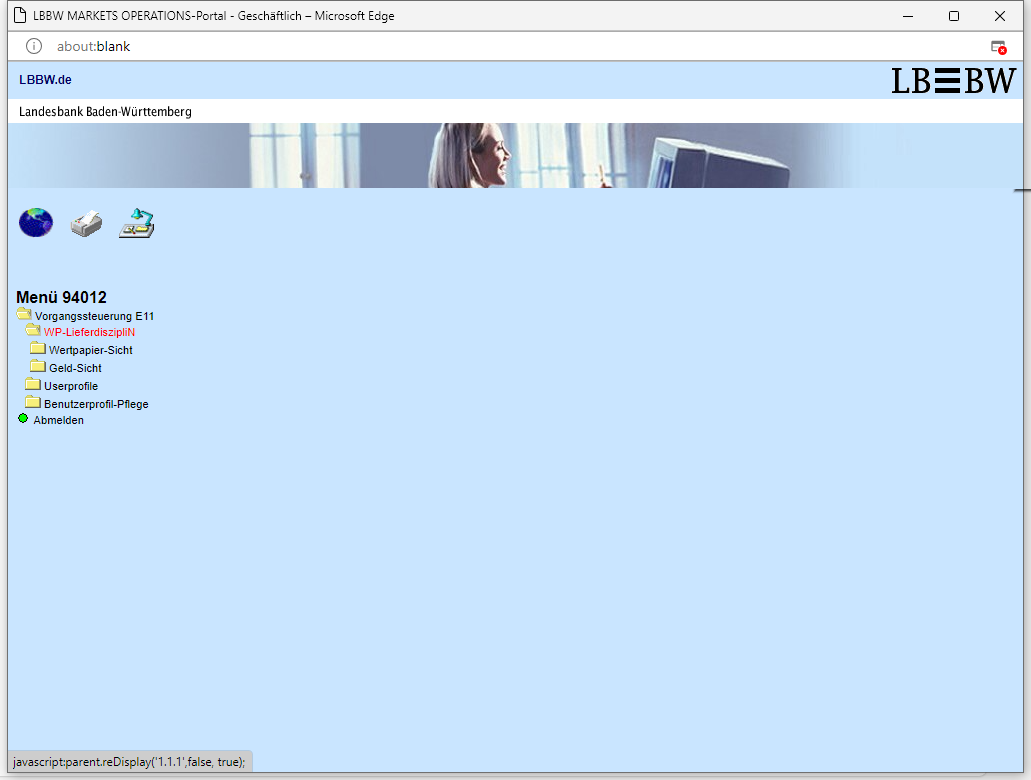 LBBW MARKETS OPERATIONS-Portal - Geschäftlich – Microsoft Edge
about:blank
LBBW.de
LBBW
Landesbank Baden-Württemberg
Menü 94012
Vorgangssteuerung E11
WP-LieferdiszipliN
Wertpapier-Sicht
Geld-Sicht
Userprofile
Benutzerprofil-Pflege
Abmelden
javascript:parent.reDisplay('1.1.1',false, true);